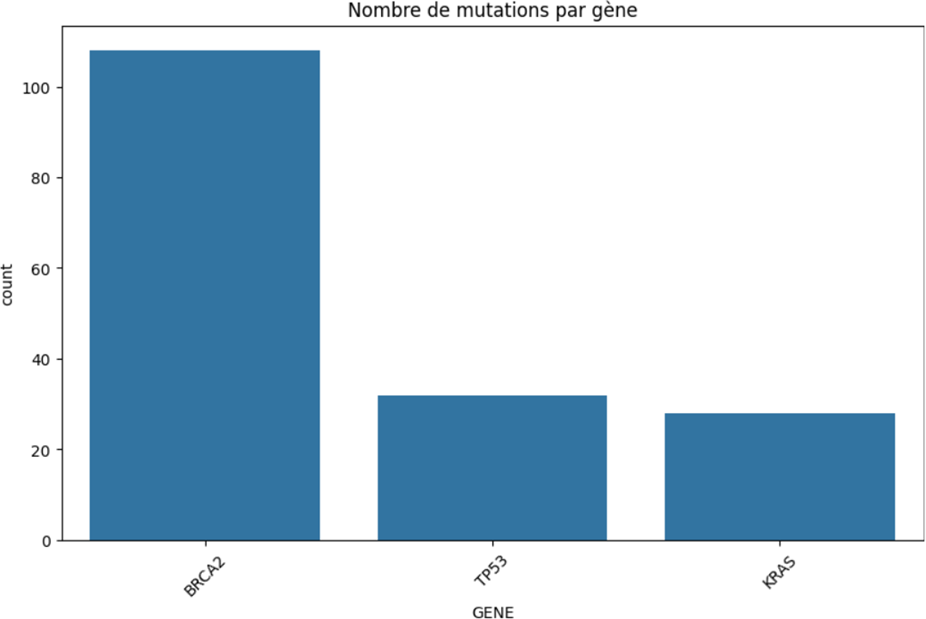 Nombre de mutations par gène
100
80
60
40
20
0
count
BRCA2
TP53
KRAS
GENE